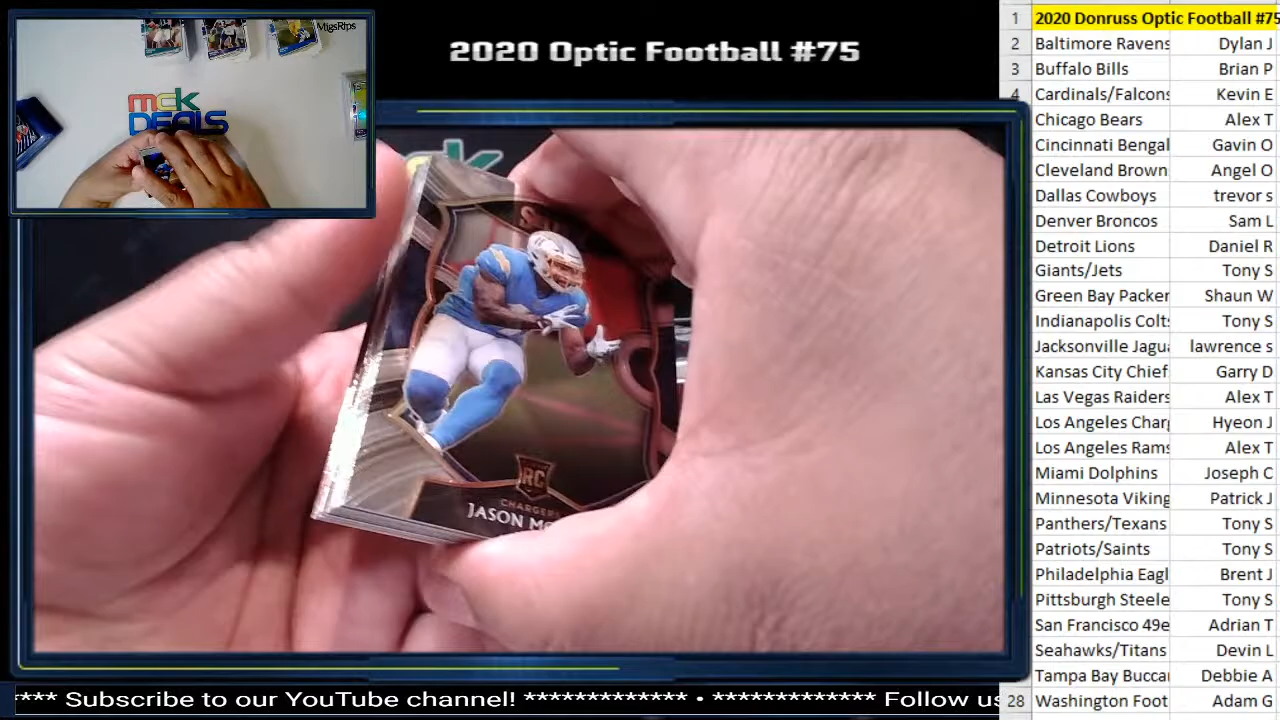 MigsRips
mck
DEALS
2020 Optic Football #75
RC
CHARGERS
JASON
1 2020 Donruss Optic Football #75
2 Baltimore Ravens Dylan J
3 Buffalo Bills Brian P
4 Cardinals/Falcons Kevin E
Chicago Bears Alex T
Cincinnati Bengal Gavin O
Cleveland Brown Angel O
Dallas Cowboys trevor s
Denver Broncos Sam L
Detroit Lions Daniel R
Giants/Jets Tony S
Green Bay Packer Shaun W
Indianapolis Colts Tony S
Jacksonville Jagua lawrence s
Kansas City Chief Garry D
Las Vegas Raiders Alex T
Los Angeles Charg Hyeon J
Los Angeles Rams Alex T
Miami Dolphins Joseph C
Minnesota Viking Patrick J
Panthers/Texans Tony S
Patriots/Saints Tony S
Philadelphia Eagl Brent J
Pittsburgh Steele Tony S
San Francisco 49e Adrian T
Seahawks/Titans Devin L
Tampa Bay Bucca Debbie A
28 Washington Foot Adam G
**** Subscribe to our YouTube channel! ************* • ************* Follow us